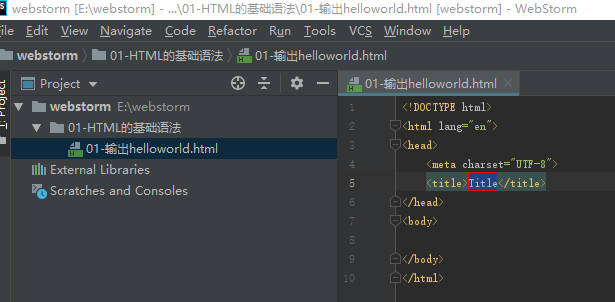 webstorm [E:\webstorm] - ...\01-HTML的基础语法\01-输出helloworld.html [webstorm] - WebStorm
File Edit View Navigate Code Refactor Run Tools VCS Window Help
webstorm 01-HTML的基础语法 01-输出helloworld.html
1: Project
Project
webstorm E:\webstorm
01-HTML的基础语法
01-输出helloworld.html
External Libraries
Scratches and Consoles
01-输出helloworld.html
1 <!DOCTYPE html>
2 <html lang="en">
3 <head>
4 <meta charset="UTF-8">
5 <title>Title</title>
6 </head>
7 <body>
8
9 </body>
10 </html>